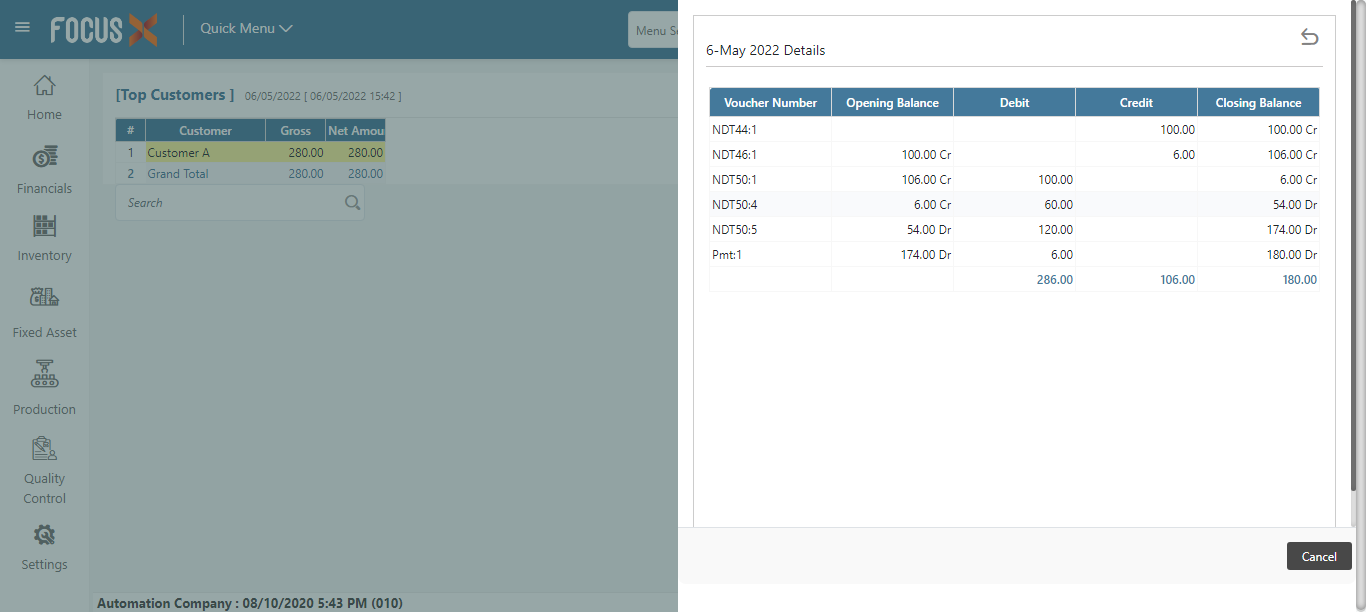 FOCUS X
Quick Menu
Menu Se
Home
Financials
Inventory
Fixed Asset
Production
Quality
Control
Settings
[Top Customers ] 06/05/2022 [ 06/05/2022 15:42 ]
# Customer Gross Net Amou
1 Customer A 280.00 280.00
2 Grand Total 280.00 280.00
Search
Automation Company : 08/10/2020 5:43 PM (010)
6-May 2022 Details
Voucher Number Opening Balance Debit Credit Closing Balance
NDT44:1 100.00 100.00 Cr
NDT46:1 100.00 Cr 6.00 106.00 Cr
NDT50:1 106.00 Cr 100.00 6.00 Cr
NDT50:4 6.00 Cr 60.00 54.00 Dr
NDT50:5 54.00 Dr 120.00 174.00 Dr
Pmt:1 174.00 Dr 6.00 180.00 Dr
286.00 106.00 180.00
Cancel